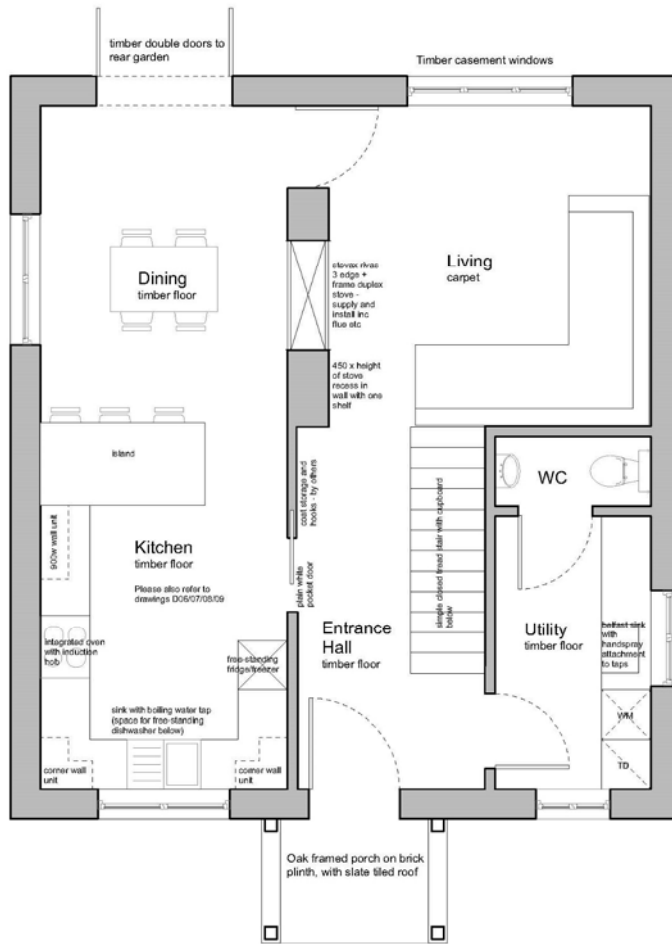 timber double doors to
rear garden
Timber casement windows
Dining
timber floor
stovax rivas
3 edge +
frame duplex
stove -
supply and
install inc
flue etc
Living
carpet
450 x height
of stove
recess in
wall with one
shelf
island
coat storage and
hooks - by others
simple closed tread stair with cupboard
below
WC
900w wall unit
Kitchen
timber floor
Please also refer to
drawings D06/07/08/09
plain white
pocket door
Entrance
Hall
timber floor
Utility
timber floor
belfast sink
with
handspray
attachment
to taps
integrated oven
with induction
hob
free-standing
fridge/freezer
sink with boiling water tap
(space for free-standing
dishwasher below)
WM
TD
corner wall
unit
corner wall
unit
Oak framed porch on brick
plinth, with slate tiled roof